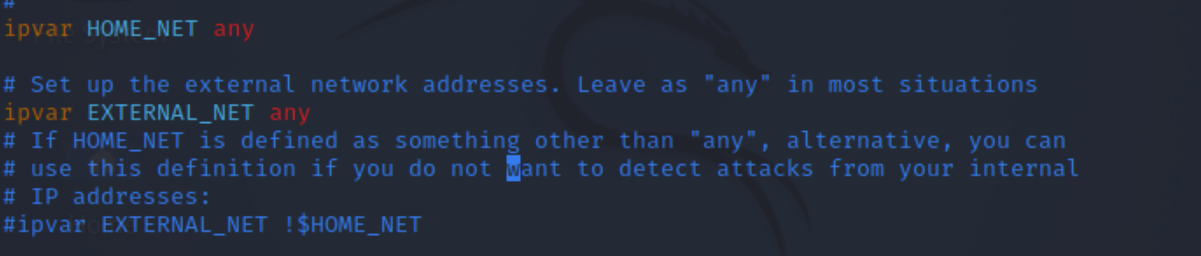 #
ipvar HOME_NET any
# Set up the external network addresses. Leave as "any" in most situations
ipvar EXTERNAL_NET any
# If HOME_NET is defined as something other than "any", alternative, you can
# use this definition if you do not want to detect attacks from your internal
# IP addresses:
#ipvar EXTERNAL_NET !$HOME_NET